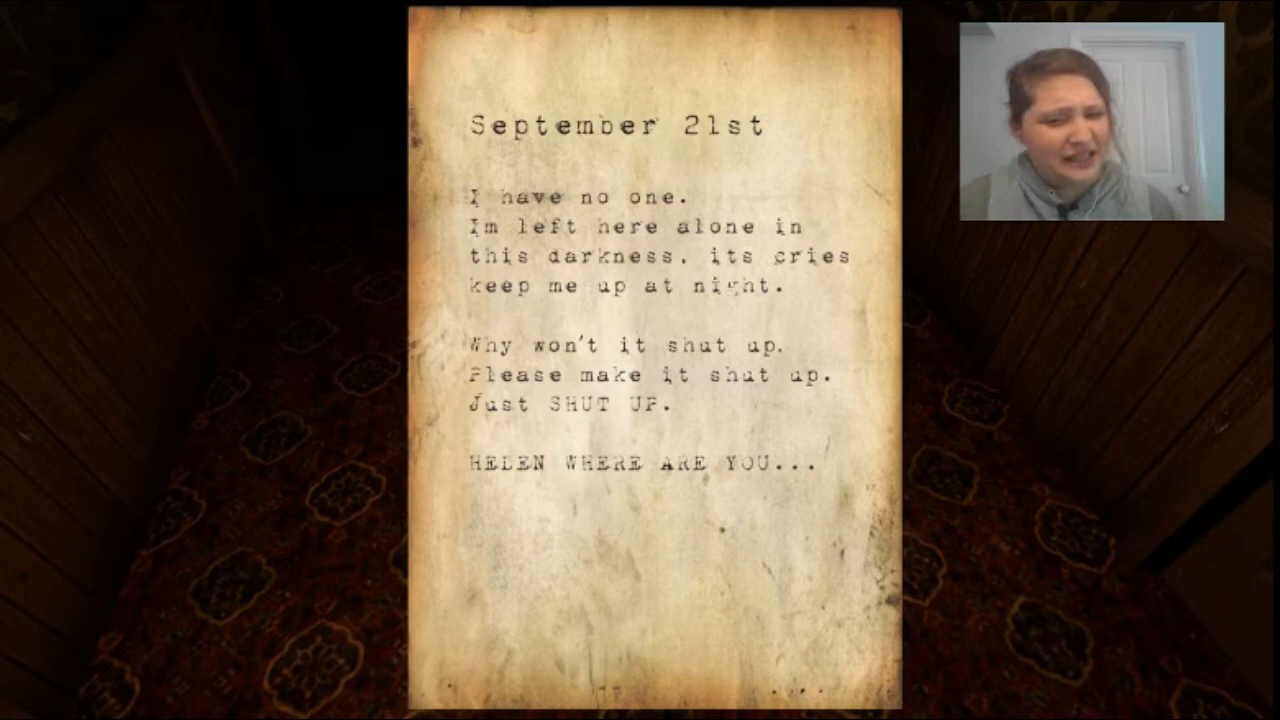 September 21st
I have no one.
Im left here alone in
this darkness. its cries
keep me up at night.
Why won't it shut up.
Please make it shut up.
Just SHUT UP.
HELEN WHERE ARE YOU...